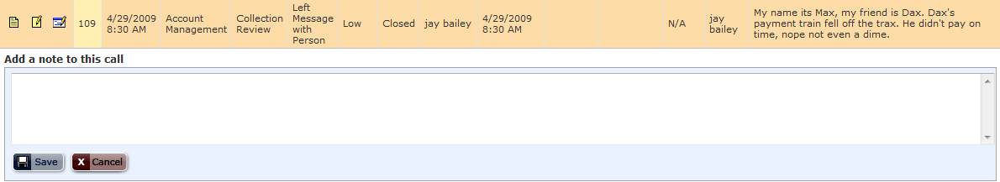 109
4/29/2009
8:30 AM
Account
Management
Collection
Review
Left
Message
with
Person
Low
Closed
jay bailey
4/29/2009
8:30 AM
N/A
jay
bailey
My name its Max, my friend is Dax. Dax's
payment train fell off the trax. He didn't pay on
time, nope not even a dime.
Add a note to this call
Save
X Cancel